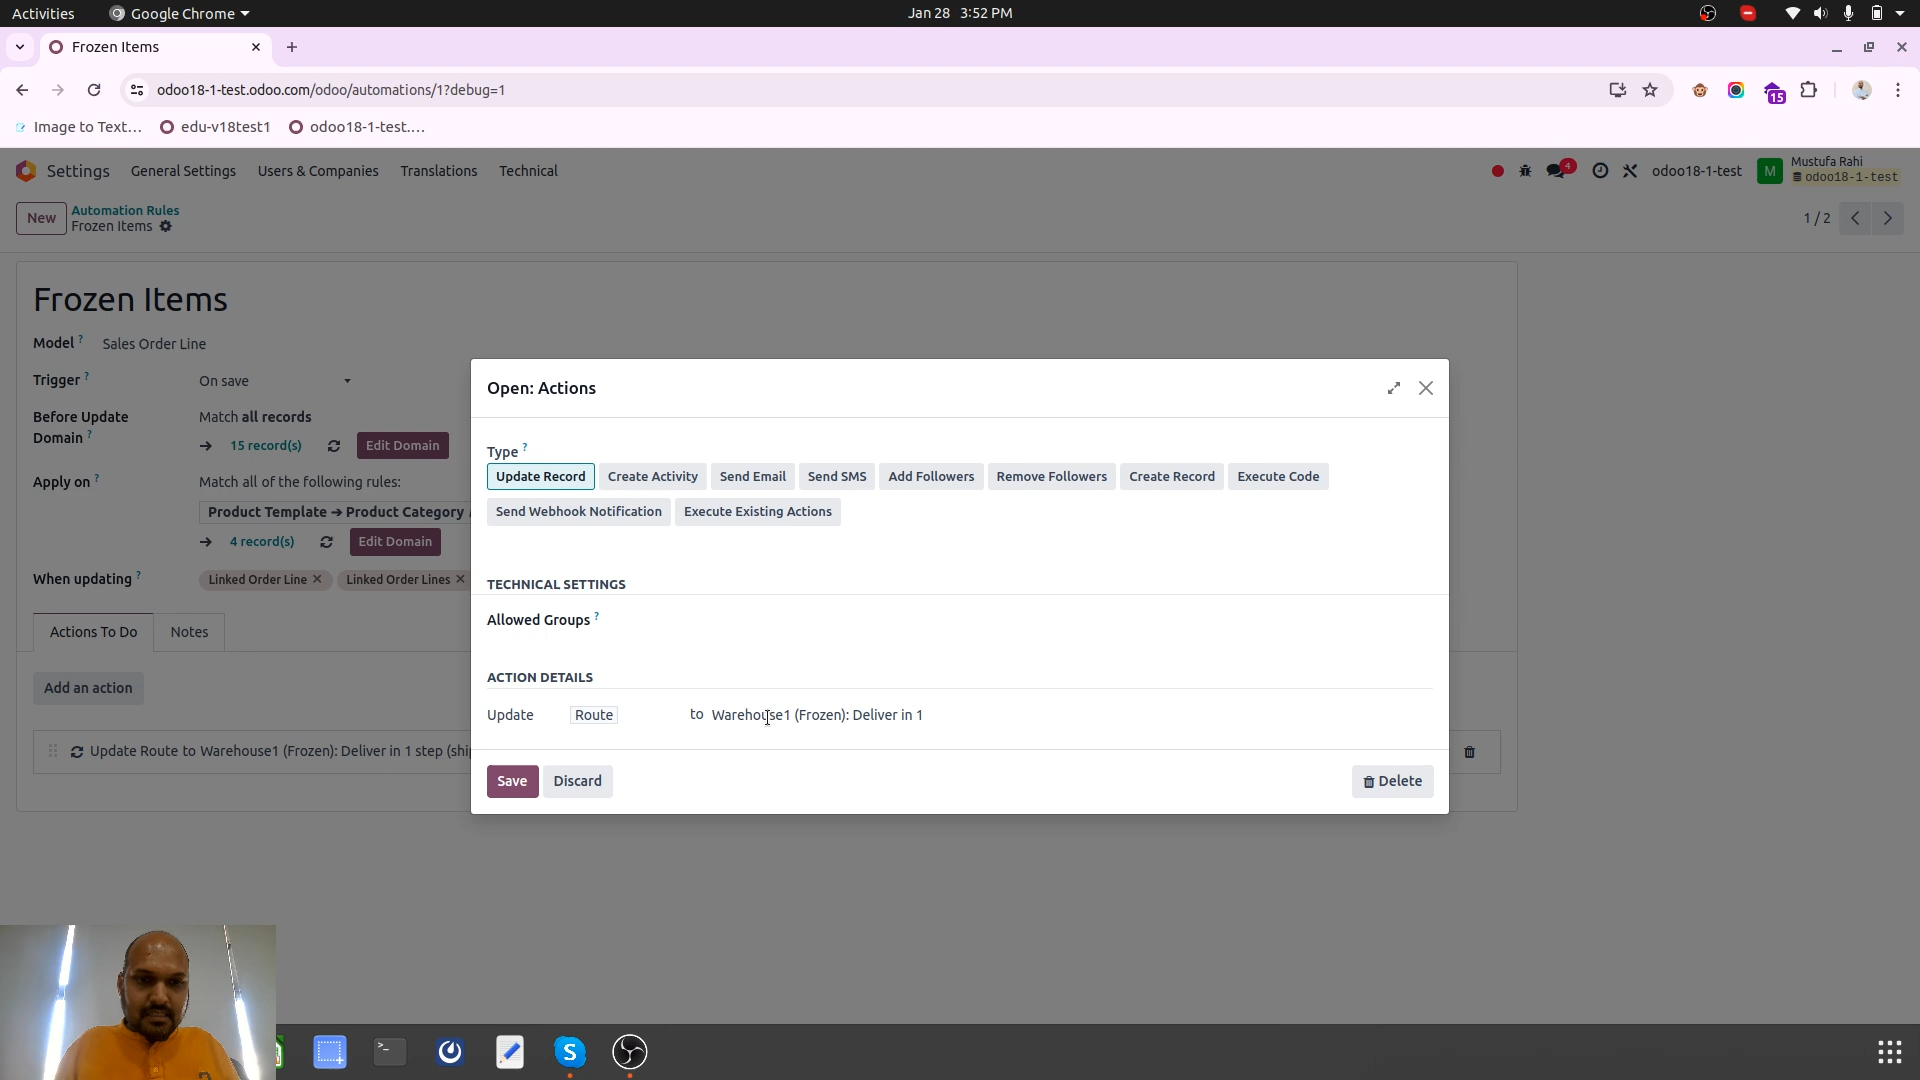 Activities
Google Chrome
Jan 28 3:52 PM
Frozen Items
odoo18-1-test.odoo.com/odoo/automations/1?debug=1
15
Image to Text...
edu-v18test1
odoo18-1-test....
Settings
General Settings
Users & Companies
Translations
Technical
4
odoo18-1-test
M
Mustufa Rahi
odoo18-1-test
New
Automation Rules
Frozen Items
1 / 2
Frozen Items
Model ?
Sales Order Line
Trigger ?
On save
Before Update
Domain ?
Match all records
15 record(s)
Edit Domain
Apply on ?
Match all of the following rules:
Product Template → Product Category
4 record(s)
Edit Domain
When updating ?
Linked Order Line
Linked Order Lines
Actions To Do
Notes
Add an action
Update Route to Warehouse1 (Frozen): Deliver in 1 step (ship
Open: Actions
Type ?
Update Record
Create Activity
Send Email
Send SMS
Add Followers
Remove Followers
Create Record
Execute Code
Send Webhook Notification
Execute Existing Actions
TECHNICAL SETTINGS
Allowed Groups ?
ACTION DETAILS
Update Route to Warehouse1 (Frozen): Deliver in 1
Save
Discard
Delete